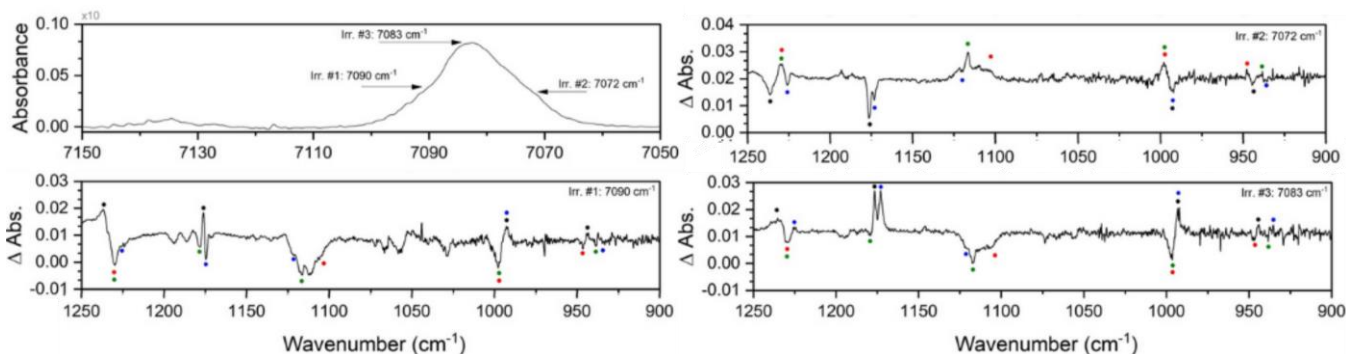 x10
Absorbance
0.10
0.05
0.00
Irr. #3: 7083 cm⁻¹
Irr. #1: 7090 cm⁻¹
Irr. #2: 7072 cm⁻¹
7150 7130 7110 7090 7070 7050
Δ Abs.
0.04
0.03
0.02
0.01
0.00
Irr. #2: 7072 cm⁻¹
1250 1200 1150 1100 1050 1000 950 900
Δ Abs.
0.03
0.02
0.01
0.00
-0.01
Irr. #1: 7090 cm⁻¹
1250 1200 1150 1100 1050 1000 950 900
Wavenumber (cm⁻¹)
Δ Abs.
0.03
0.02
0.01
0.00
-0.01
Irr. #3: 7083 cm⁻¹
1250 1200 1150 1100 1050 1000 950 900
Wavenumber (cm⁻¹)